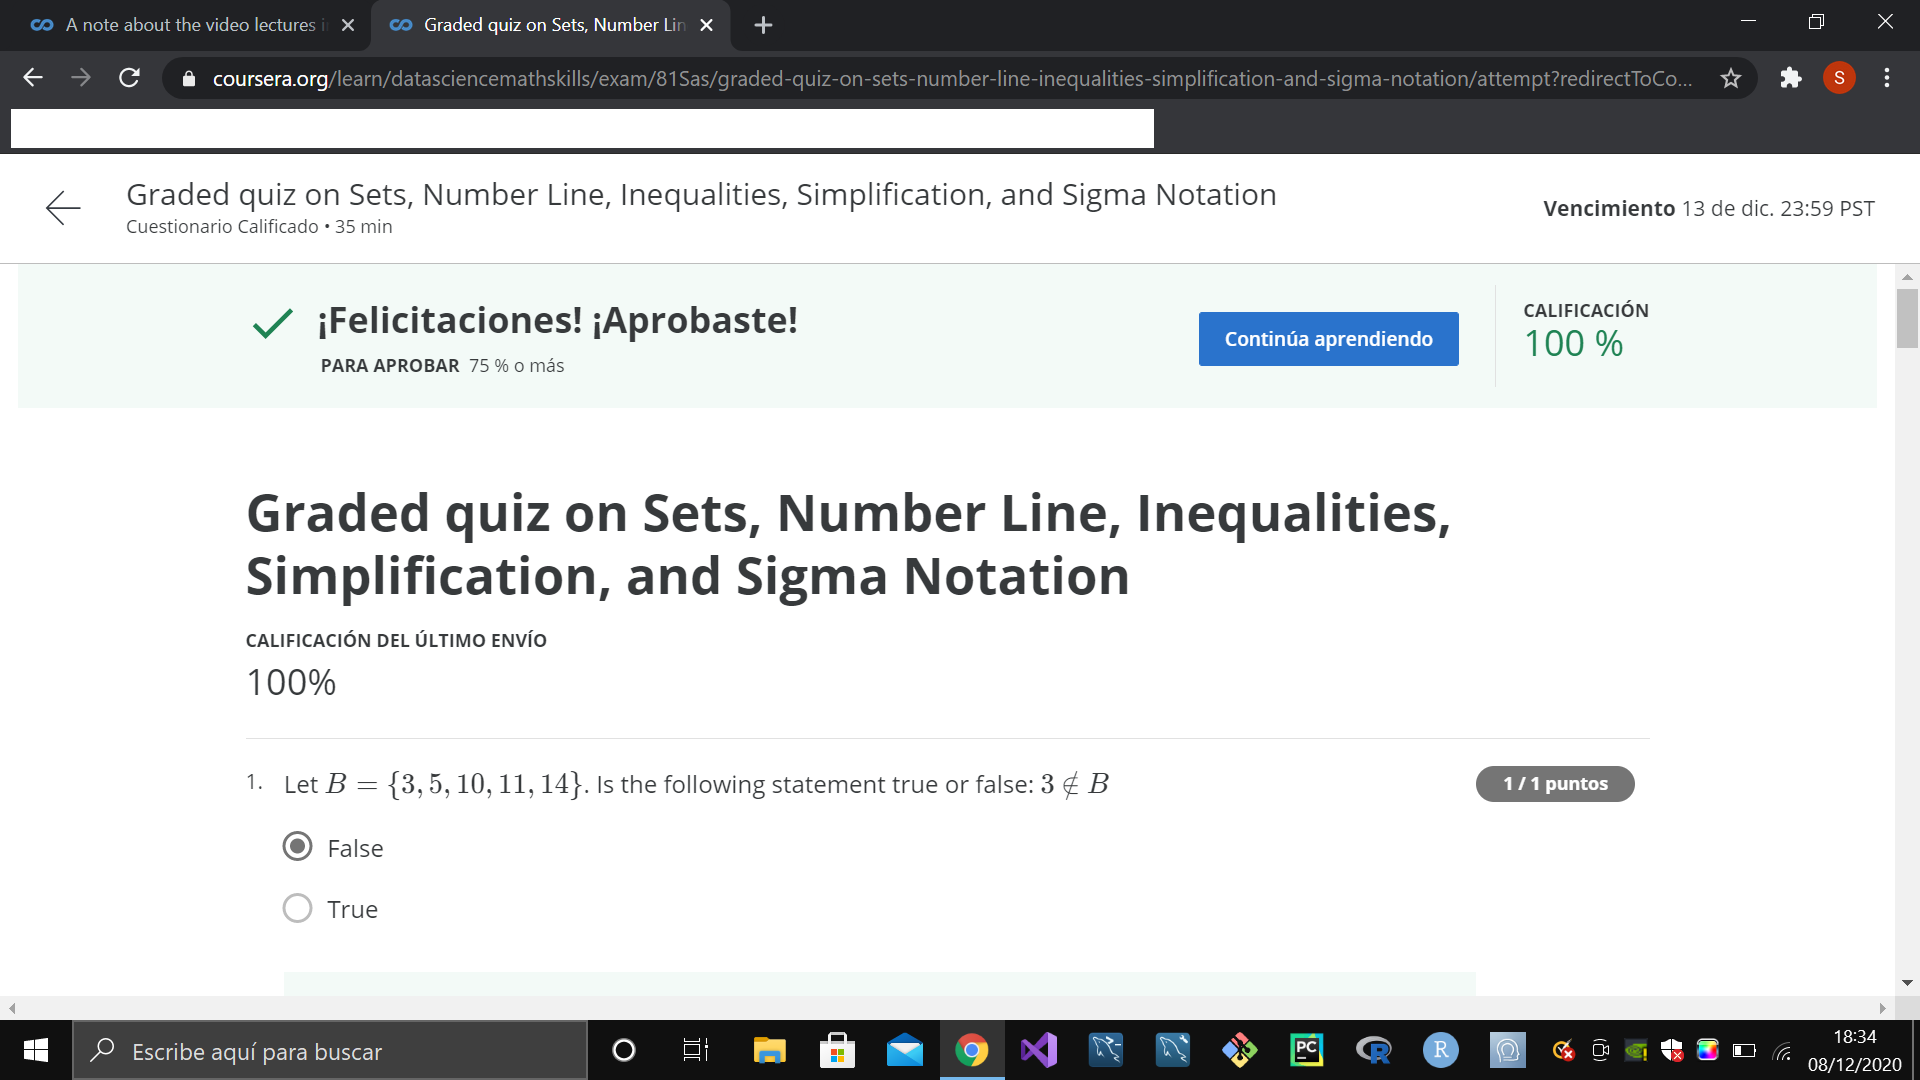 A note about the video lectures i
Graded quiz on Sets, Number Lin
coursera.org/learn/datasciencemathskills/exam/81Sas/graded-quiz-on-sets-number-line-inequalities-simplification-and-sigma-notation/attempt?redirectToCo...
S
Graded quiz on Sets, Number Line, Inequalities, Simplification, and Sigma Notation
Cuestionario Calificado • 35 min
Vencimiento 13 de dic. 23:59 PST
¡Felicitaciones! ¡Aprobaste!
PARA APROBAR 75 % o más
Continúa aprendiendo
CALIFICACIÓN
100 %
Graded quiz on Sets, Number Line, Inequalities,
Simplification, and Sigma Notation
CALIFICACIÓN DEL ÚLTIMO ENVÍO
100%
1. Let B = {3, 5, 10, 11, 14}. Is the following statement true or false: 3 ∉ B
1 / 1 puntos
False
True
Escribe aquí para buscar
PC
R
R
18:34
08/12/2020